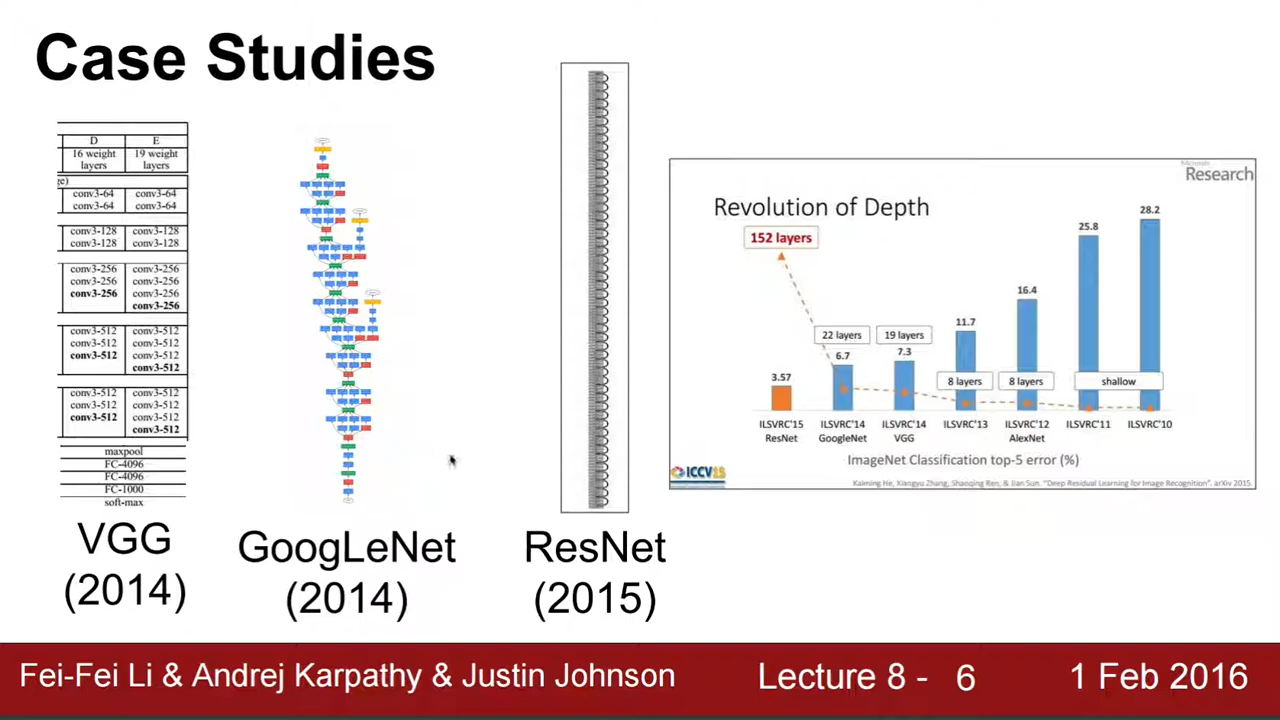 Case Studies
D E
16 weight layers 19 weight layers
ge)
conv3-64 conv3-64
conv3-64 conv3-64
conv3-128 conv3-128
conv3-128 conv3-128
conv3-256 conv3-256
conv3-256 conv3-256
conv3-256 conv3-256
conv3-256
conv3-512 conv3-512
conv3-512 conv3-512
conv3-512 conv3-512
conv3-512
conv3-512 conv3-512
conv3-512 conv3-512
conv3-512 conv3-512
conv3-512
maxpool
FC-4096
FC-4096
FC-1000
soft-max
VGG
(2014)
GoogLeNet
(2014)
ResNet
(2015)
Microsoft
Research
Revolution of Depth
152 layers
22 layers
19 layers
8 layers
8 layers
shallow
3.57
6.7
7.3
11.7
16.4
25.8
28.2
ILSVRC'15
ResNet
ILSVRC'14
GoogleNet
ILSVRC'14
VGG
ILSVRC'13
ILSVRC'12
AlexNet
ILSVRC'11
ILSVRC'10
ImageNet Classification top-5 error (%)
ICCV15
Kaiming He, Xiangyu Zhang, Shaoqing Ren, & Jian Sun. "Deep Residual Learning for Image Recognition". arXiv 2015.
Fei-Fei Li & Andrej Karpathy & Justin Johnson
Lecture 8 - 6
1 Feb 2016